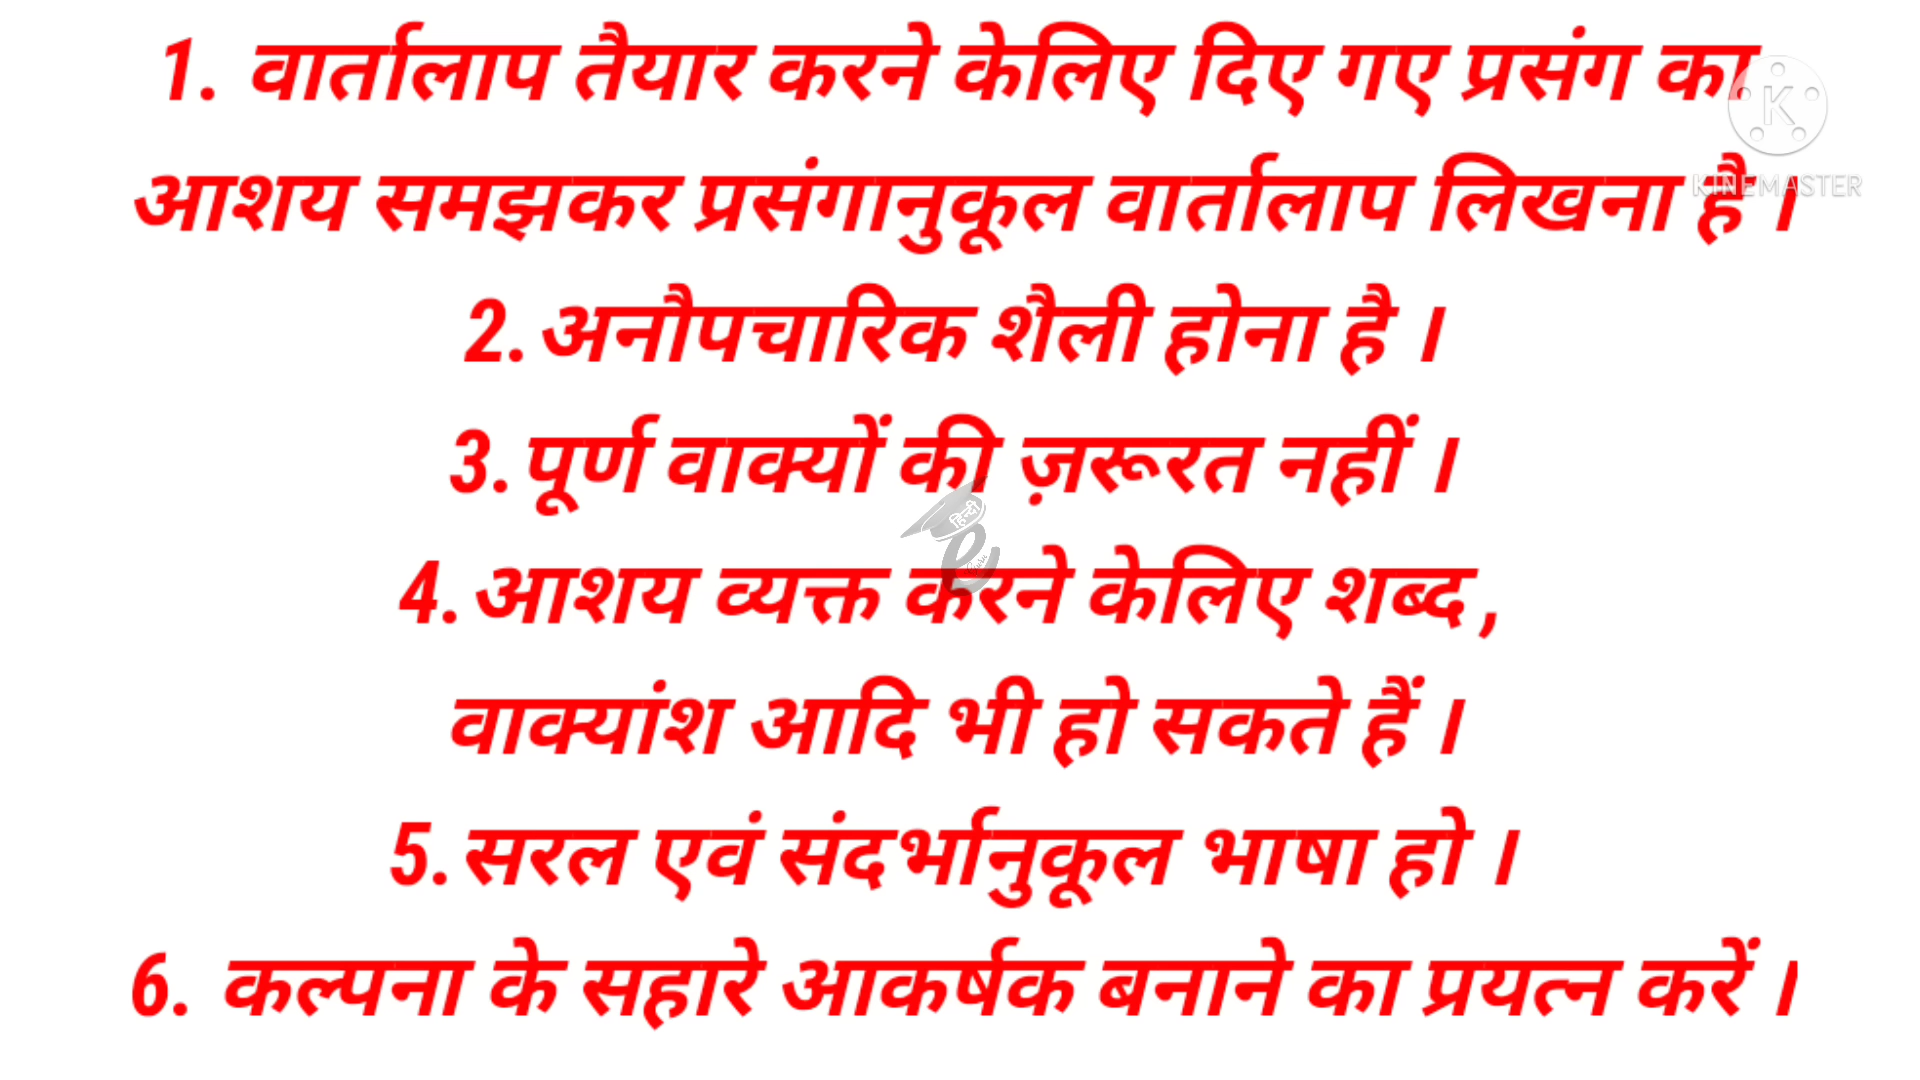 1. वार्तालाप तैयार करने केलिए दिए गए प्रसंग का
आशय समझकर प्रसंगानुकूल वार्तालाप लिखना है ।
2. अनौपचारिक शैली होना है ।
3. पूर्ण वाक्यों की ज़रूरत नहीं ।
4. आशय व्यक्त करने केलिए शब्द ,
वाक्यांश आदि भी हो सकते हैं ।
5. सरल एवं संदर्भानुकूल भाषा हो ।
6. कल्पना के सहारे आकर्षक बनाने का प्रयत्न करें ।
K
KINEMASTER
हिन्दी
e